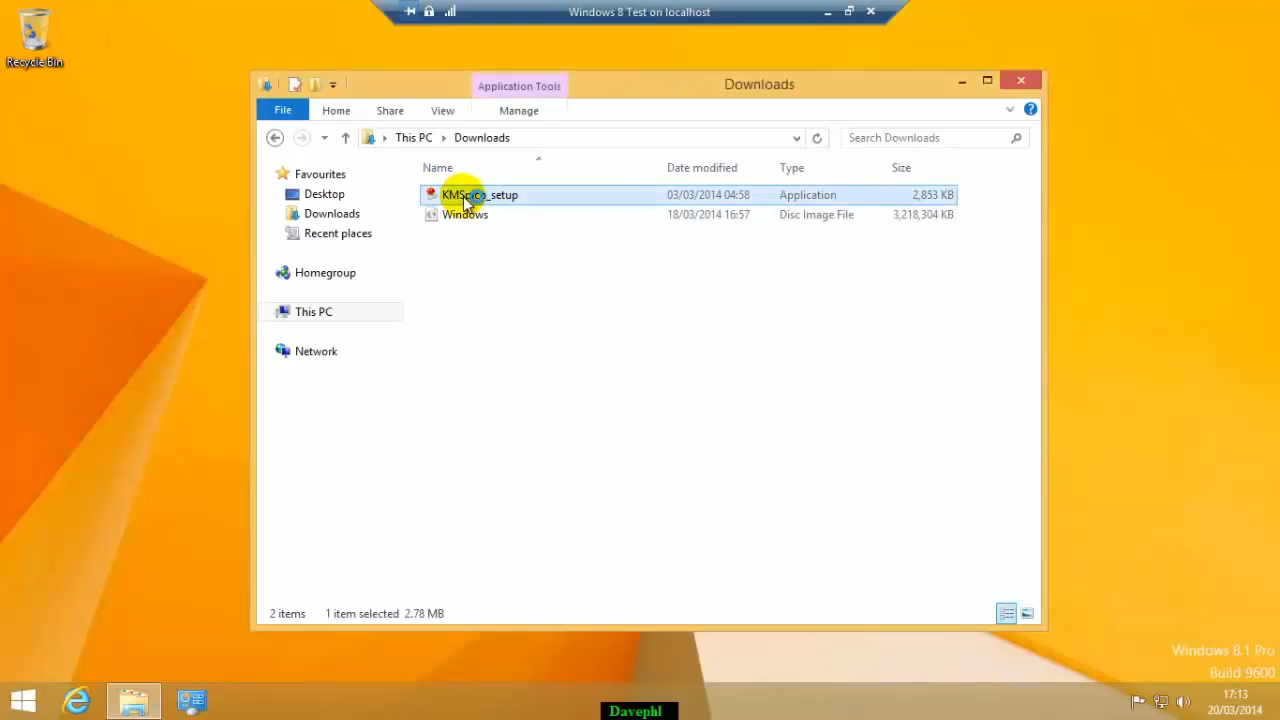 Windows 8 Test on localhost
Recycle Bin
Application Tools
Downloads
File
Home
Share
View
Manage
This PC
Downloads
Search Downloads
Name
Date modified
Type
Size
Favourites
Desktop
Downloads
Recent places
Homegroup
This PC
Network
KMSpico_setup
03/03/2014 04:58
Application
2,853 KB
Windows
18/03/2014 16:57
Disc Image File
3,218,304 KB
2 items
1 item selected 2.78 MB
Windows 8.1 Pro
Build 9600
17:13
20/03/2014
Davephl